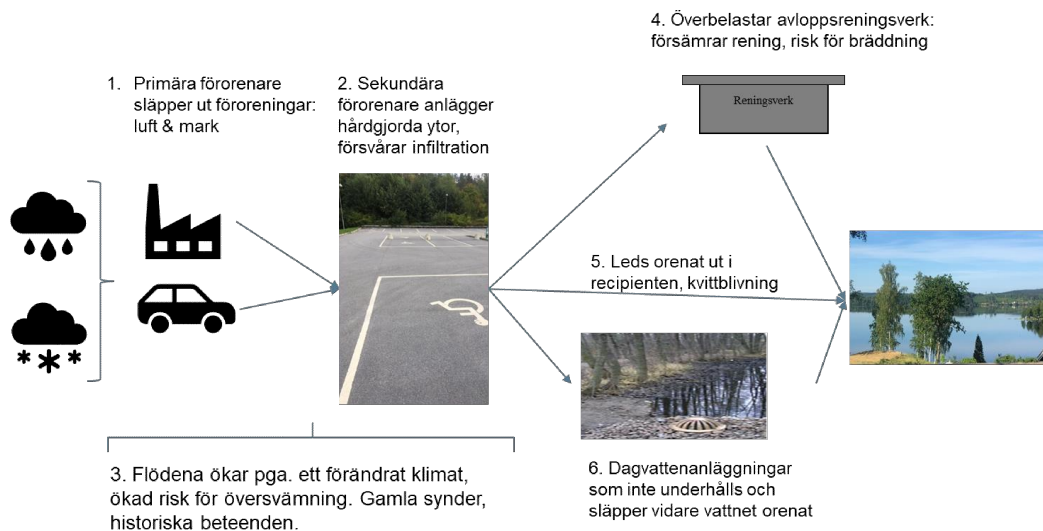 4. Överbelastar avloppsreningsverk:
försämrar rening, risk för bräddning
1. Primära förorenare
släpper ut föroreningar:
luft & mark
2. Sekundära
förorenare anlägger
hårdgjorda ytor,
försvårar infiltration
Reningsverk
5. Leds orenat ut i
recipienten, kvittblivning
3. Flödena ökar pga. ett förändrat klimat,
ökad risk för översvämning. Gamla synder,
historiska beteenden.
6. Dagvattenanläggningar
som inte underhålls och
släpper vidare vattnet orenat